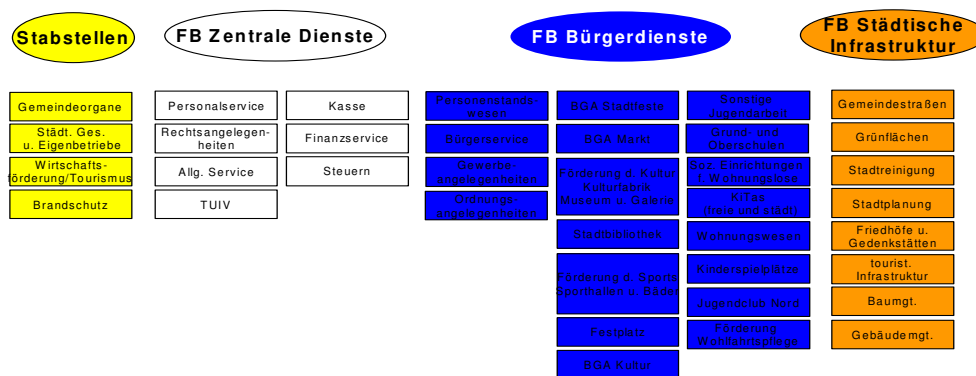 Stabstellen
FB Zentrale Dienste
FB Bürgerdienste
FB Städtische
Infrastruktur
Gemeindeorgane
Städt. Ges.
u. Eigenbetriebe
Wirtschafts-
förderung/Tourismus
Brandschutz
Personalservice
Rechtsangelegen-
heiten
Allg. Service
TUIV
Kasse
Finanzservice
Steuern
Personenstands-
wesen
Bürgerservice
Gewerbe-
angelegenheiten
Ordnungs-
angelegenheiten
BGA Stadtfeste
BGA Markt
Förderung d. Kultur
Kulturfabrik
Museum u. Galerie
Stadtbibliothek
Förderung d. Sports
Sporthallen u. Bäder
Festplatz
BGA Kultur
Sonstige
Jugendarbeit
Grund- und
Oberschulen
Soz. Einrichtungen
f. Wohnungslose
KiTas
(freie und städt)
Wohnungswesen
Kinderspielplätze
Jugendclub Nord
Förderung
Wohlfahrtspflege
Gemeindestraßen
Grünflächen
Stadtreinigung
Stadtplanung
Friedhöfe u.
Gedenkstätten
tourist.
Infrastruktur
Baumgt.
Gebäudemgt.